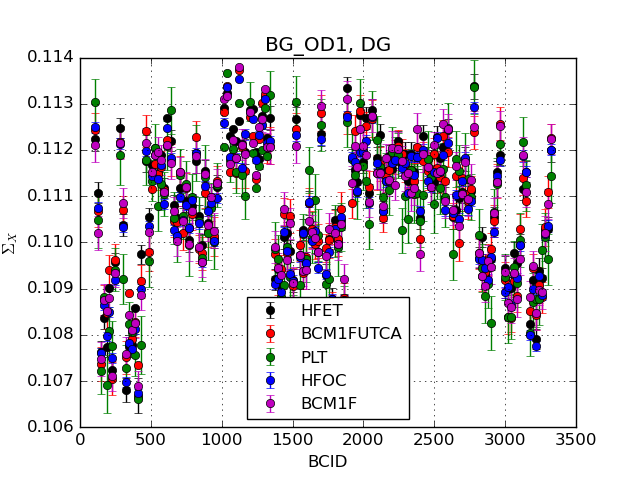 BG_OD1, DG
0.114
0.113
0.112
0.111
0.110
0.109
0.108
0.107
0.106
Σ_X
HFET
BCM1FUTCA
PLT
HFOC
BCM1F
0 500 1000 1500 2000 2500 3000 3500
BCID